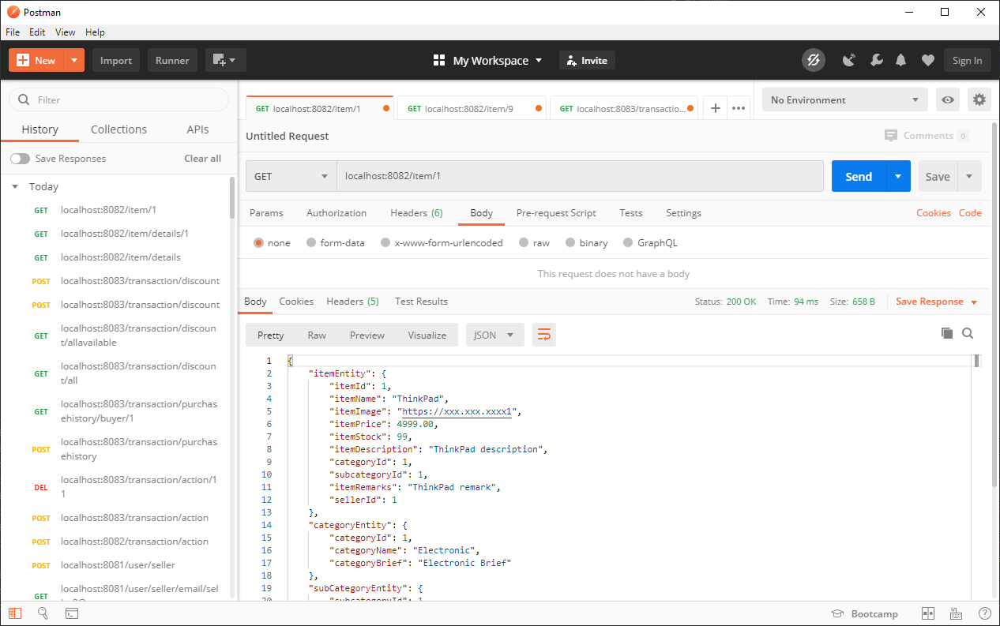 Postman
File Edit View Help
New Import Runner My Workspace Invite Sign In
Filter
History Collections APIs
Save Responses Clear all
Today
GET localhost:8082/item/1
GET localhost:8082/item/details/1
GET localhost:8082/item/details
POST localhost:8083/transaction/discount
POST localhost:8083/transaction/discount
GET localhost:8083/transaction/discoun
t/allavailable
GET localhost:8083/transaction/discoun
t/all
GET localhost:8083/transaction/purcha
sehistory/buyer/1
POST localhost:8083/transaction/purcha
sehistory
DEL localhost:8083/transaction/action/1
1
POST localhost:8083/transaction/action
POST localhost:8082/transaction/action
POST localhost:8081/user/seller
GET localhost:8081/user/seller/email/sel
GET localhost:8082/item/1 GET localhost:8082/item/9 GET localhost:8083/transactio... No Environment
Untitled Request Comments 0
GET localhost:8082/item/1 Send Save
Params Authorization Headers (6) Body Pre-request Script Tests Settings Cookies Code
none form-data x-www-form-urlencoded raw binary GraphQL
This request does not have a body
Body Cookies Headers (5) Test Results Status: 200 OK Time: 94 ms Size: 658 B Save Response
Pretty Raw Preview Visualize JSON
1 {
2 "itemEntity": {
3 "itemId": 1,
4 "itemName": "ThinkPad",
5 "itemImage": "https://xxx.xxx.xxxx1",
6 "itemPrice": 4999.00,
7 "itemStock": 99,
8 "itemDescription": "ThinkPad description",
9 "categoryId": 1,
10 "subcategoryId": 1,
11 "itemRemarks": "ThinkPad remark",
12 "sellerId": 1
13 },
14 "categoryEntity": {
15 "categoryId": 1,
16 "categoryName": "Electronic",
17 "categoryBrief": "Electronic Brief"
18 },
19 "subCategoryEntity": {
20 "subcategoryId": 1
Bootcamp